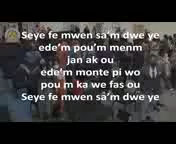 Seye fe mwen sa'm dwe ye
ede'm pou'm menm
jan ak ou
ede'm monte pi wo
pou m ka we fas ou
Seye fe mwen sa'm dwe ye